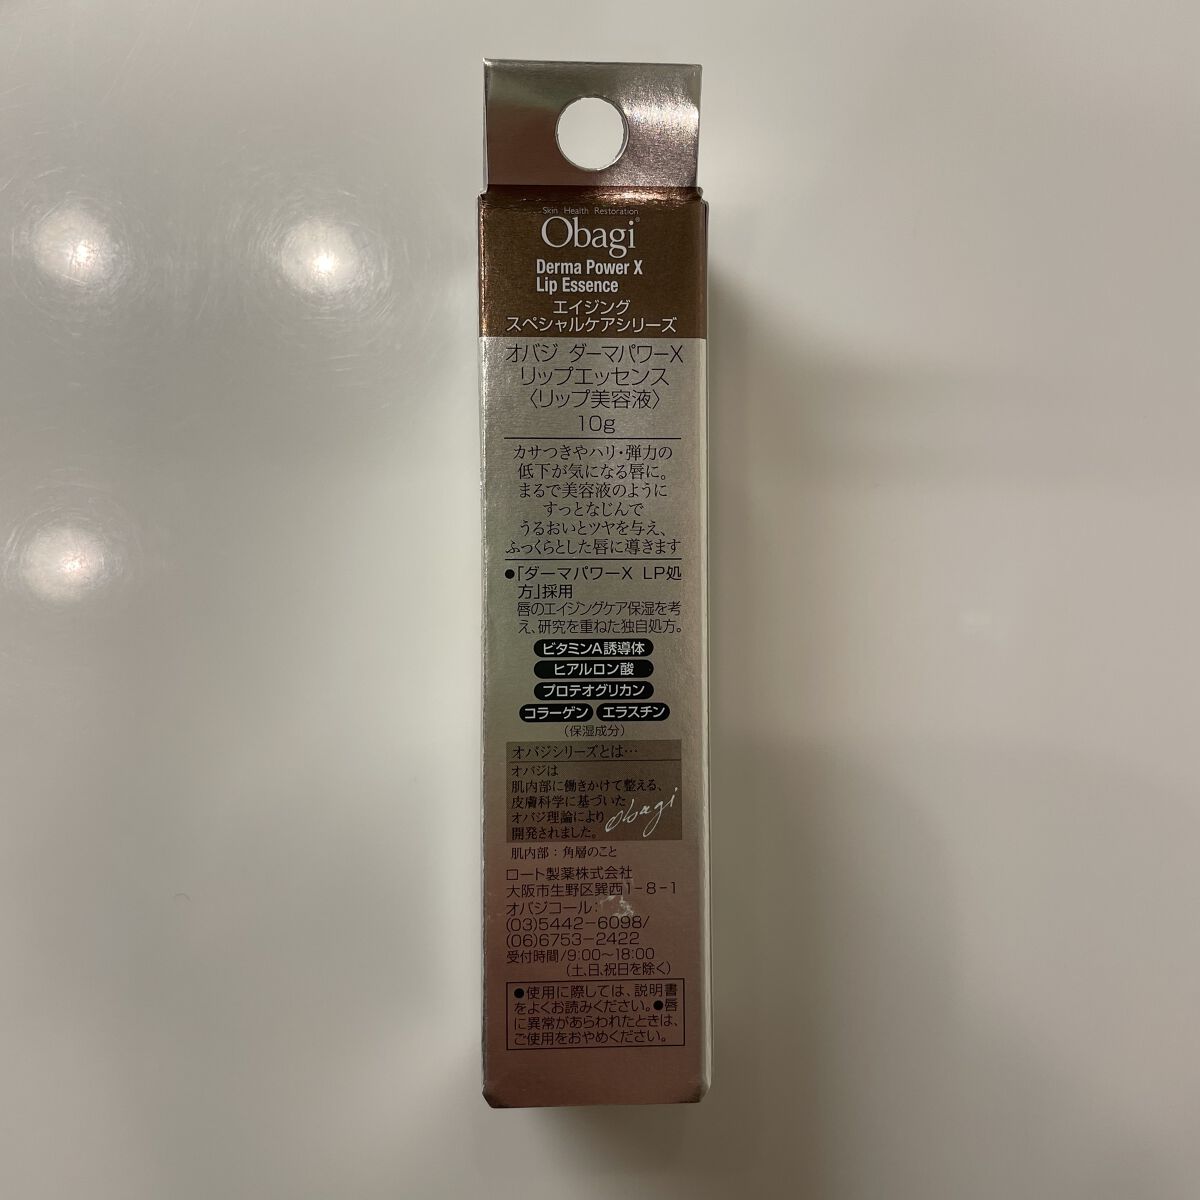 Skin Health Restoration
Obagi®
Derma Power X
Lip Essence
エイジング
スペシャルケアシリーズ
オバジ ダーマパワーX
リップエッセンス
〈リップ美容液〉
10g
カサつきやハリ・弾力の
低下が気になる唇に。
まるで美容液のように
すっとなじんで
うるおいとツヤを与え、
ふっくらとした唇に導きます
●「ダーマパワーX LP処
方」採用
唇のエイジングケア保湿を考
え、研究を重ねた独自処方。
ビタミンA誘導体
ヒアルロン酸
プロテオグリカン
コラーゲン エラスチン
（保湿成分）
オバジシリーズとは…
オバジは
肌内部に働きかけて整える、
皮膚科学に基づいた
オバジ理論により
開発されました。
Obagi
肌内部：角層のこと
ロート製薬株式会社
大阪市生野区巽西1-8-1
オバジコール：
(03)5442-6098/
(06)6753-2422
受付時間/9:00～18:00
（土、日、祝日を除く）
●使用に際しては、説明書
をよくお読みください。●唇
に異常があらわれたときは、
ご使用をおやめください。